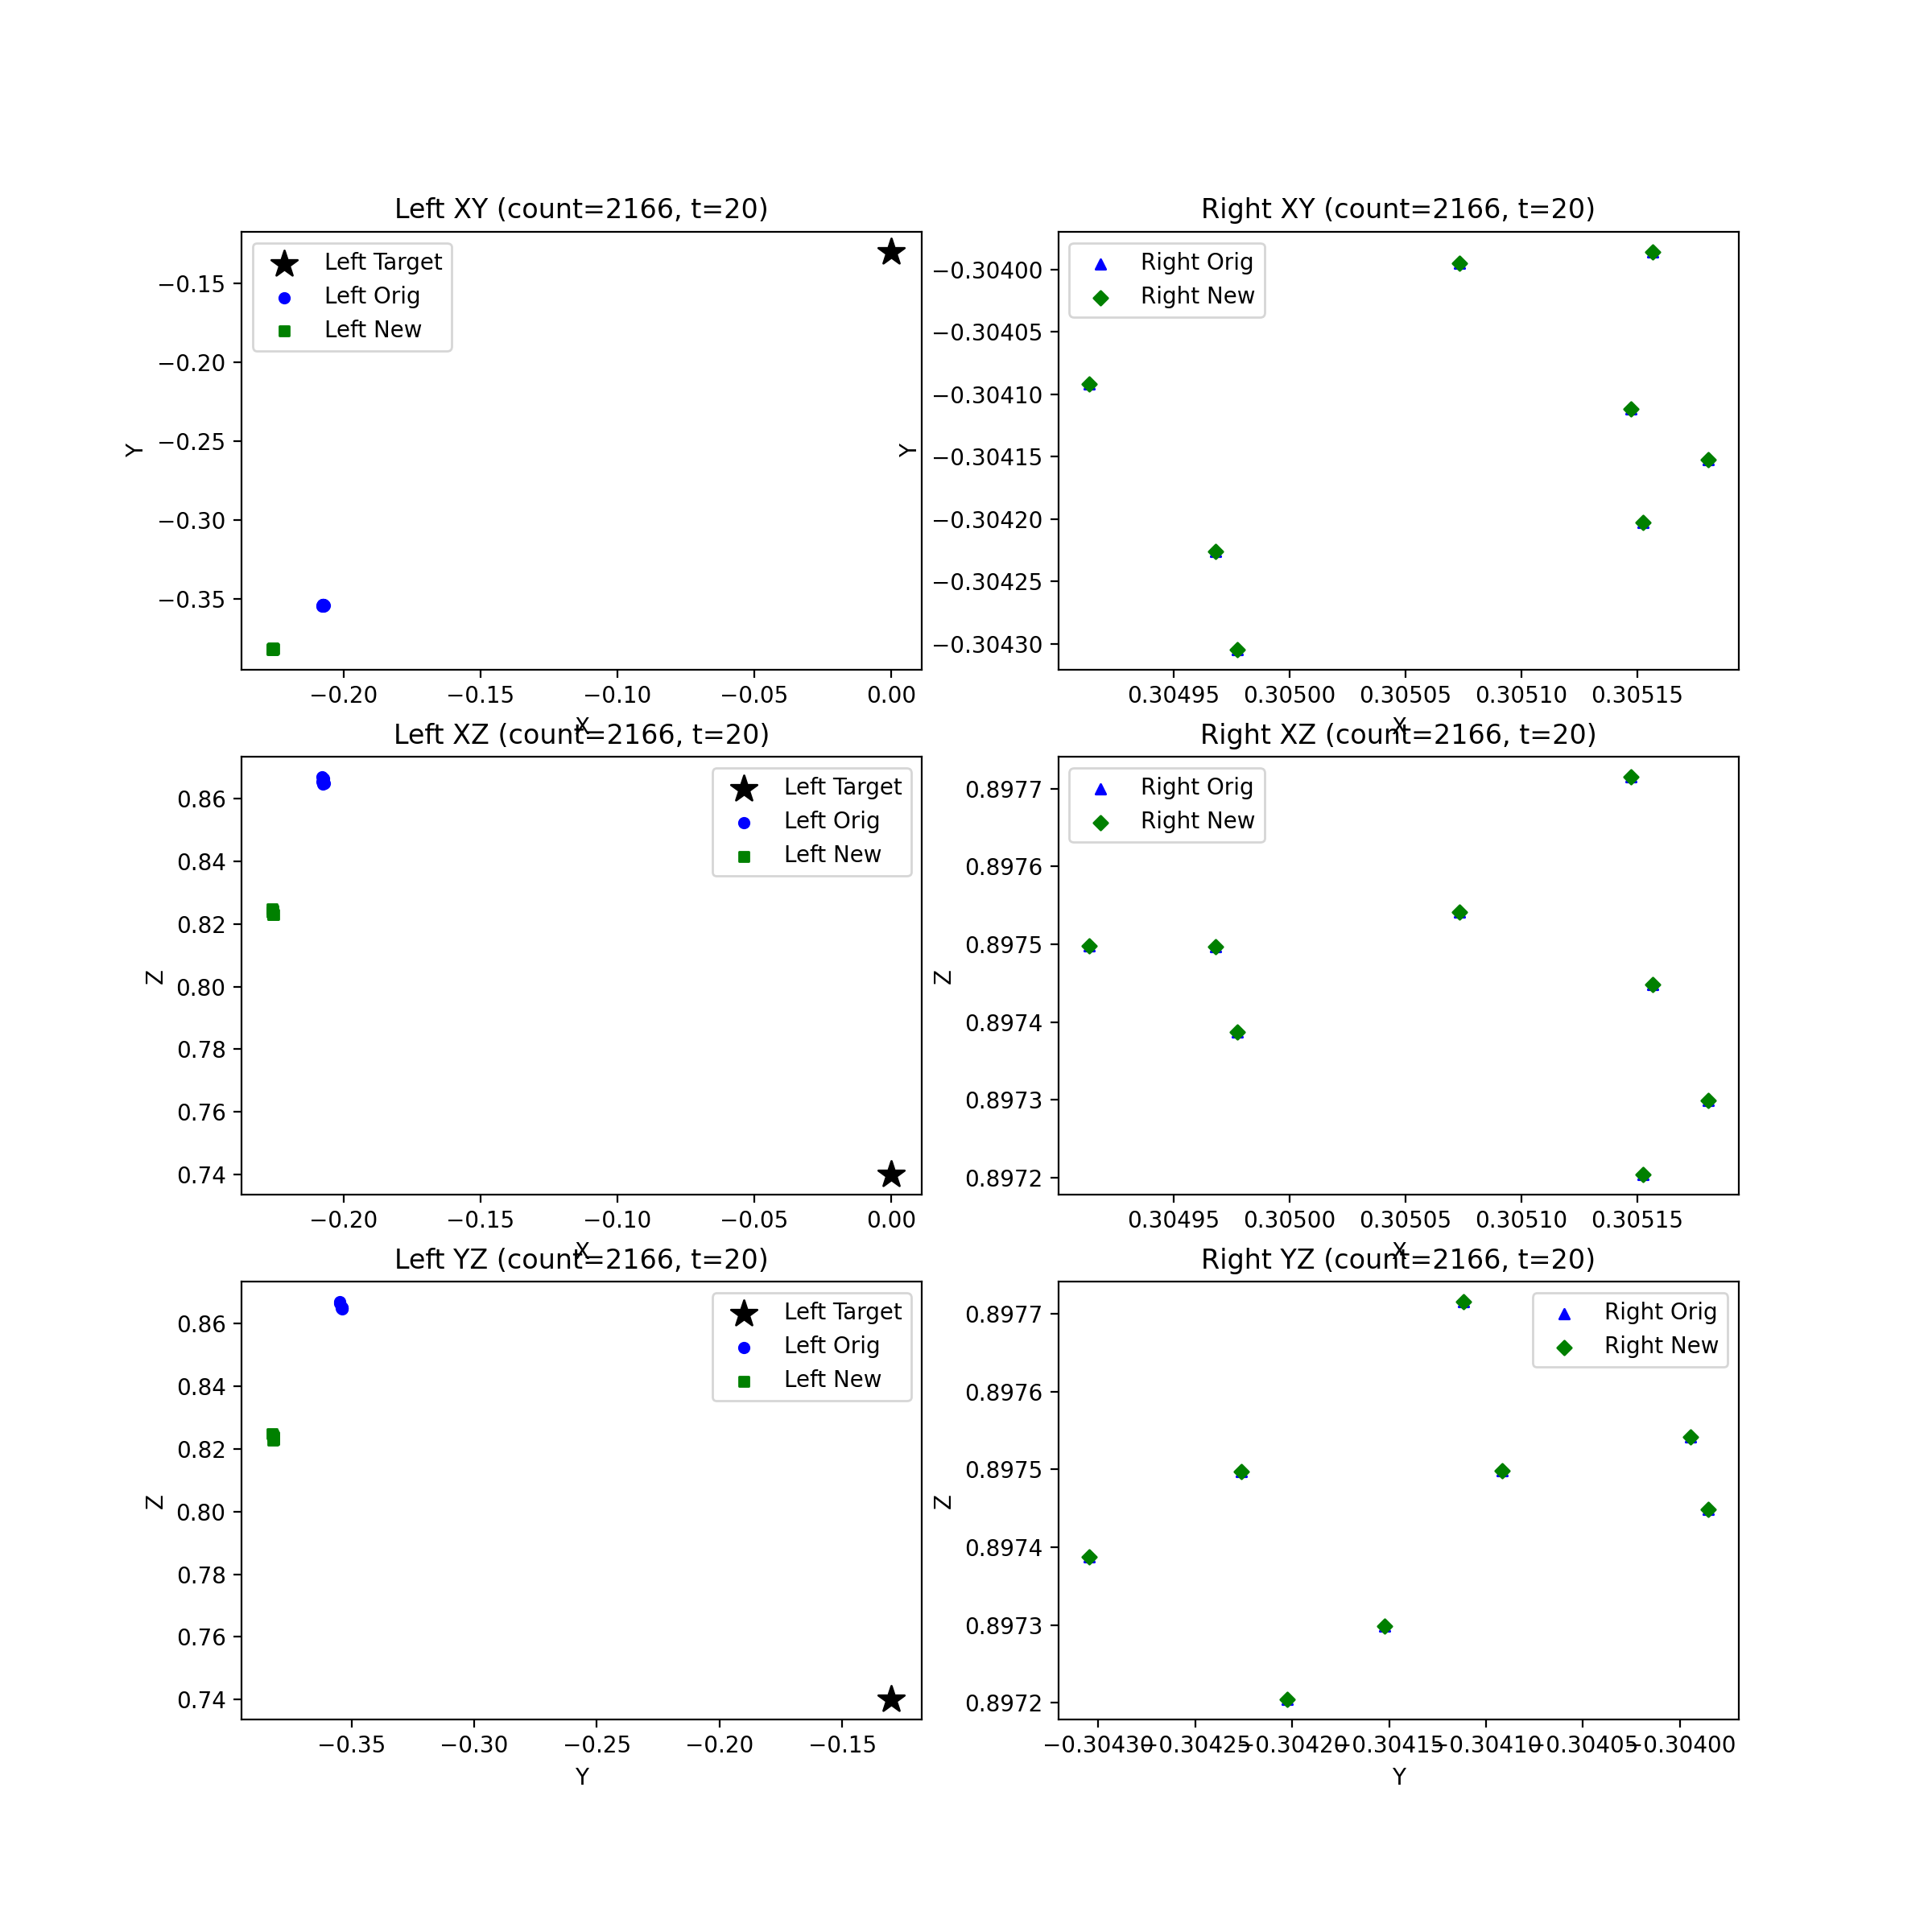 Left XY (count=2166, t=20)
Left Target
Left Orig
Left New
−0.15
−0.20
−0.25
−0.30
−0.35
Y
−0.20
−0.15
−0.10
−0.05
0.00
X
Right XY (count=2166, t=20)
Right Orig
Right New
−0.30400
−0.30405
−0.30410
−0.30415
−0.30420
−0.30425
−0.30430
Y
0.30495
0.30500
0.30505
0.30510
0.30515
X
Left XZ (count=2166, t=20)
Left Target
Left Orig
Left New
0.86
0.84
0.82
0.80
0.78
0.76
0.74
Z
−0.20
−0.15
−0.10
−0.05
0.00
X
Right XZ (count=2166, t=20)
Right Orig
Right New
0.8977
0.8976
0.8975
0.8974
0.8973
0.8972
Z
0.30495
0.30500
0.30505
0.30510
0.30515
X
Left YZ (count=2166, t=20)
Left Target
Left Orig
Left New
0.86
0.84
0.82
0.80
0.78
0.76
0.74
Z
−0.35
−0.30
−0.25
−0.20
−0.15
Y
Right YZ (count=2166, t=20)
Right Orig
Right New
0.8977
0.8976
0.8975
0.8974
0.8973
0.8972
Z
−0.30430
−0.30425
−0.30420
−0.30415
−0.30410
−0.30405
−0.30400
Y